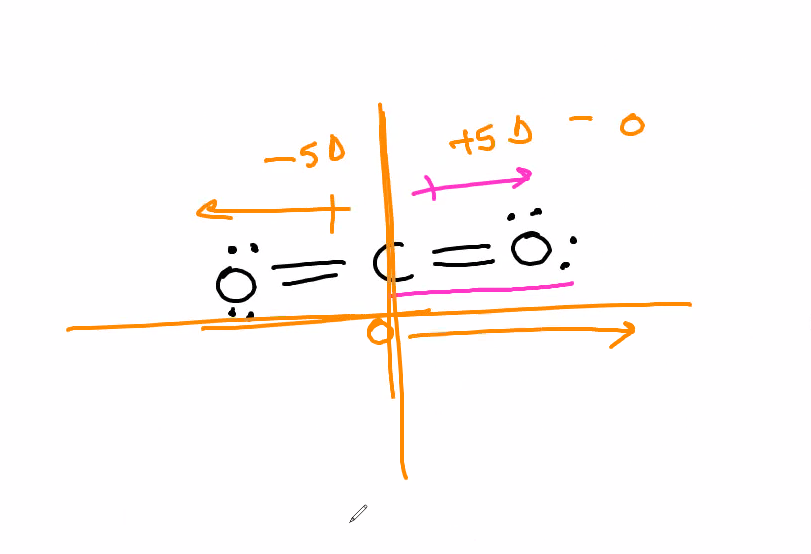 -5D +5D - 0
O = C = O
0